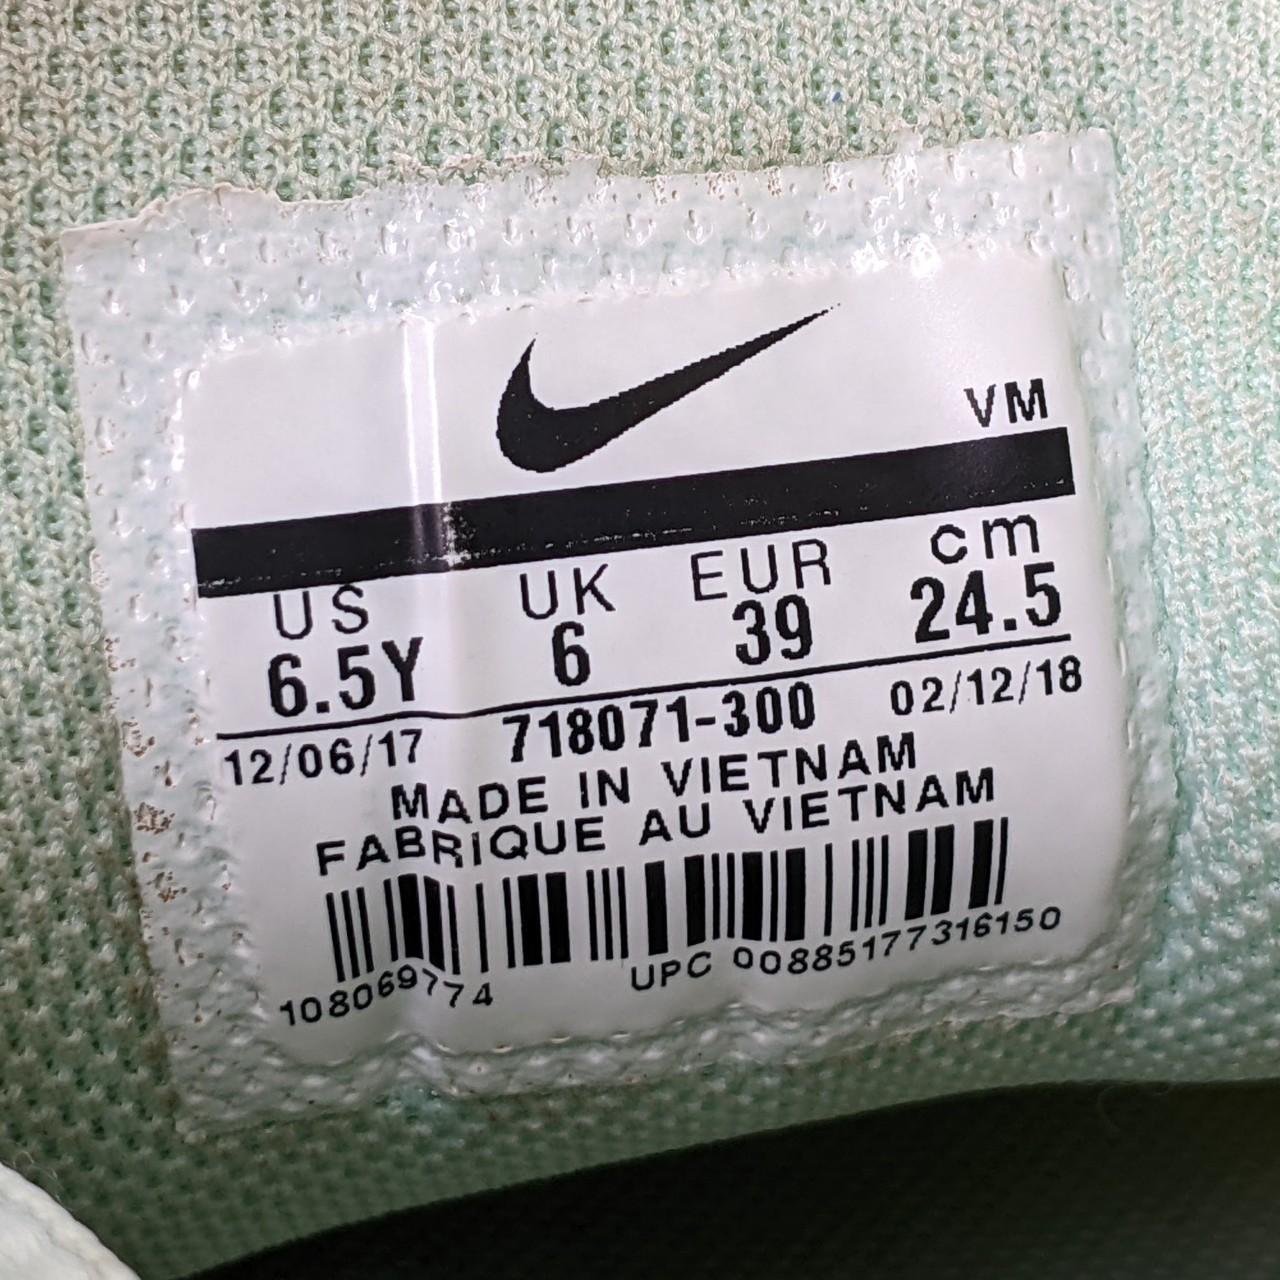 VM
US UK EUR cm
6.5Y 6 39 24.5
12/06/17 718071-300 02/12/18
MADE IN VIETNAM
FABRIQUE AU VIETNAM
1080697774 UPC 00885177316150